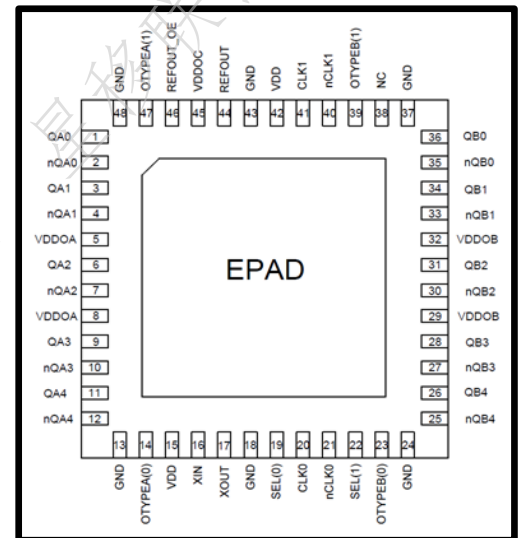 星移联
GND
OTYPEA(1)
REFOUT_OE
VDDOC
REFOUT
GND
VDD
CLK1
nCLK1
OTYPEB(1)
NC
GND
48 47 46 45 44 43 42 41 40 39 38 37
QA0 1
nQA0 2
QA1 3
nQA1 4
VDDOA 5
QA2 6
nQA2 7
VDDOA 8
QA3 9
nQA3 10
QA4 11
nQA4 12
EPAD
36 QB0
35 nQB0
34 QB1
33 nQB1
32 VDDOB
31 QB2
30 nQB2
29 VDDOB
28 QB3
27 nQB3
26 QB4
25 nQB4
13 14 15 16 17 18 19 20 21 22 23 24
GND
OTYPEA(0)
VDD
XIN
XOUT
GND
SEL(0)
CLK0
nCLK0
SEL(1)
OTYPEB(0)
GND